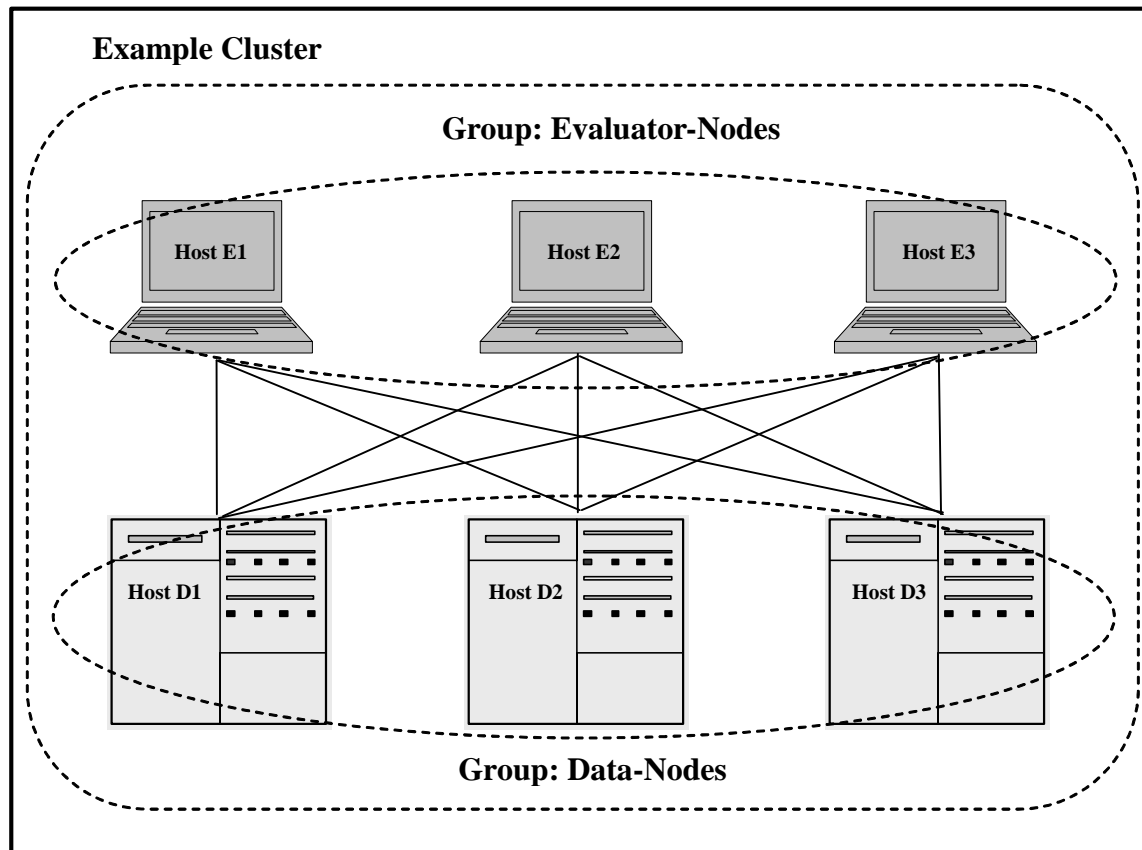 Example Cluster
Group: Evaluator-Nodes
Host E1
Host E2
Host E3
Host D1
Host D2
Host D3
Group: Data-Nodes